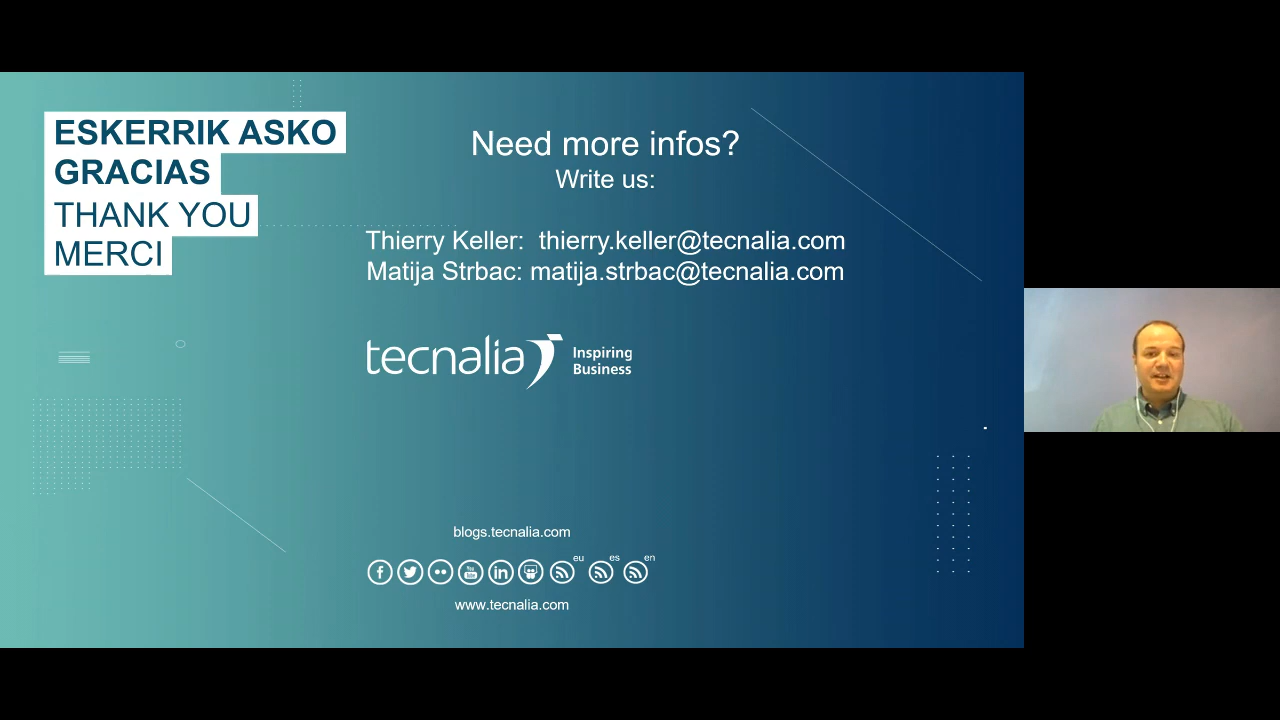 ESKERRIK ASKO
GRACIAS
THANK YOU
MERCI
Need more infos?
Write us:
Thierry Keller: thierry.keller@tecnalia.com
Matija Strbac: matija.strbac@tecnalia.com
tecnalia Inspiring
Business
blogs.tecnalia.com
eu es en
www.tecnalia.com